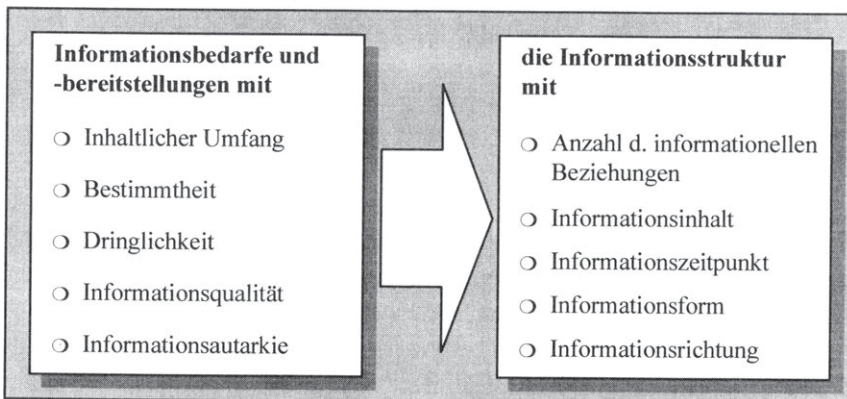 Informationsbedarfe und
-bereitstellungen mit
❍ Inhaltlicher Umfang
❍ Bestimmtheit
❍ Dringlichkeit
❍ Informationsqualität
❍ Informationsautarkie
die Informationsstruktur
mit
❍ Anzahl d. informationellen
Beziehungen
❍ Informationsinhalt
❍ Informationszeitpunkt
❍ Informationsform
❍ Informationsrichtung